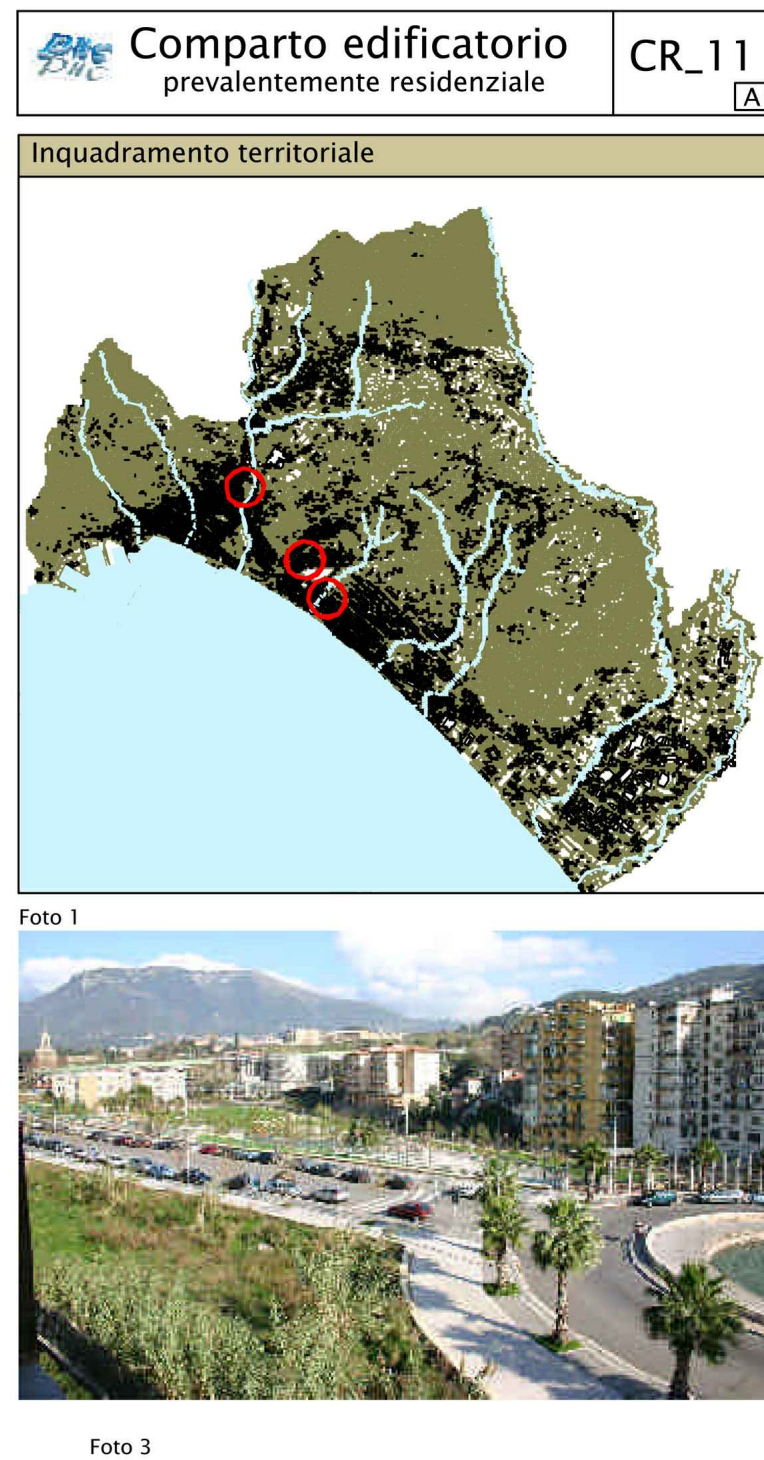 Comparto edificatorio
prevalentemente residenziale
CR_11
A
Inquadramento territoriale
Foto 1
Foto 3